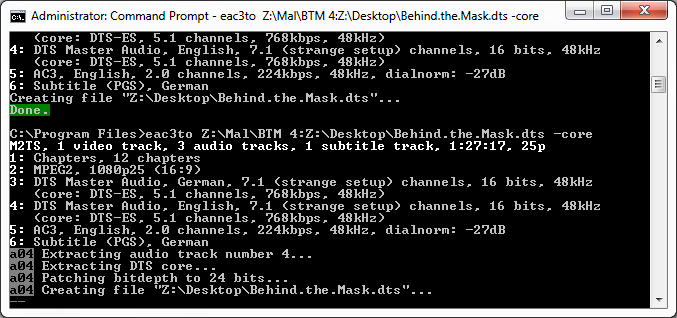 Administrator: Command Prompt - eac3to  Z:\Mal\BTM 4:Z:\Desktop\Behind.the.Mask.dts -core
(core: DTS-ES, 5.1 channels, 768kbps, 48kHz)
4: DTS Master Audio, English, 7.1 (strange setup) channels, 16 bits, 48kHz
(core: DTS-ES, 5.1 channels, 768kbps, 48kHz)
5: AC3, English, 2.0 channels, 224kbps, 48kHz, dialnorm: -27dB
6: Subtitle (PGS), German
Creating file "Z:\Desktop\Behind.the.Mask.dts"...
Done.
C:\Program Files>eac3to Z:\Mal\BTM 4:Z:\Desktop\Behind.the.Mask.dts -core
M2TS, 1 video track, 3 audio tracks, 1 subtitle track, 1:27:17, 25p
1: Chapters, 12 chapters
2: MPEG2, 1080p25 (16:9)
3: DTS Master Audio, German, 7.1 (strange setup) channels, 16 bits, 48kHz
(core: DTS-ES, 5.1 channels, 768kbps, 48kHz)
4: DTS Master Audio, English, 7.1 (strange setup) channels, 16 bits, 48kHz
(core: DTS-ES, 5.1 channels, 768kbps, 48kHz)
5: AC3, English, 2.0 channels, 224kbps, 48kHz, dialnorm: -27dB
6: Subtitle (PGS), German
a04 Extracting audio track number 4...
a04 Extracting DTS core...
a04 Patching bitdepth to 24 bits...
a04 Creating file "Z:\Desktop\Behind.the.Mask.dts"...
--